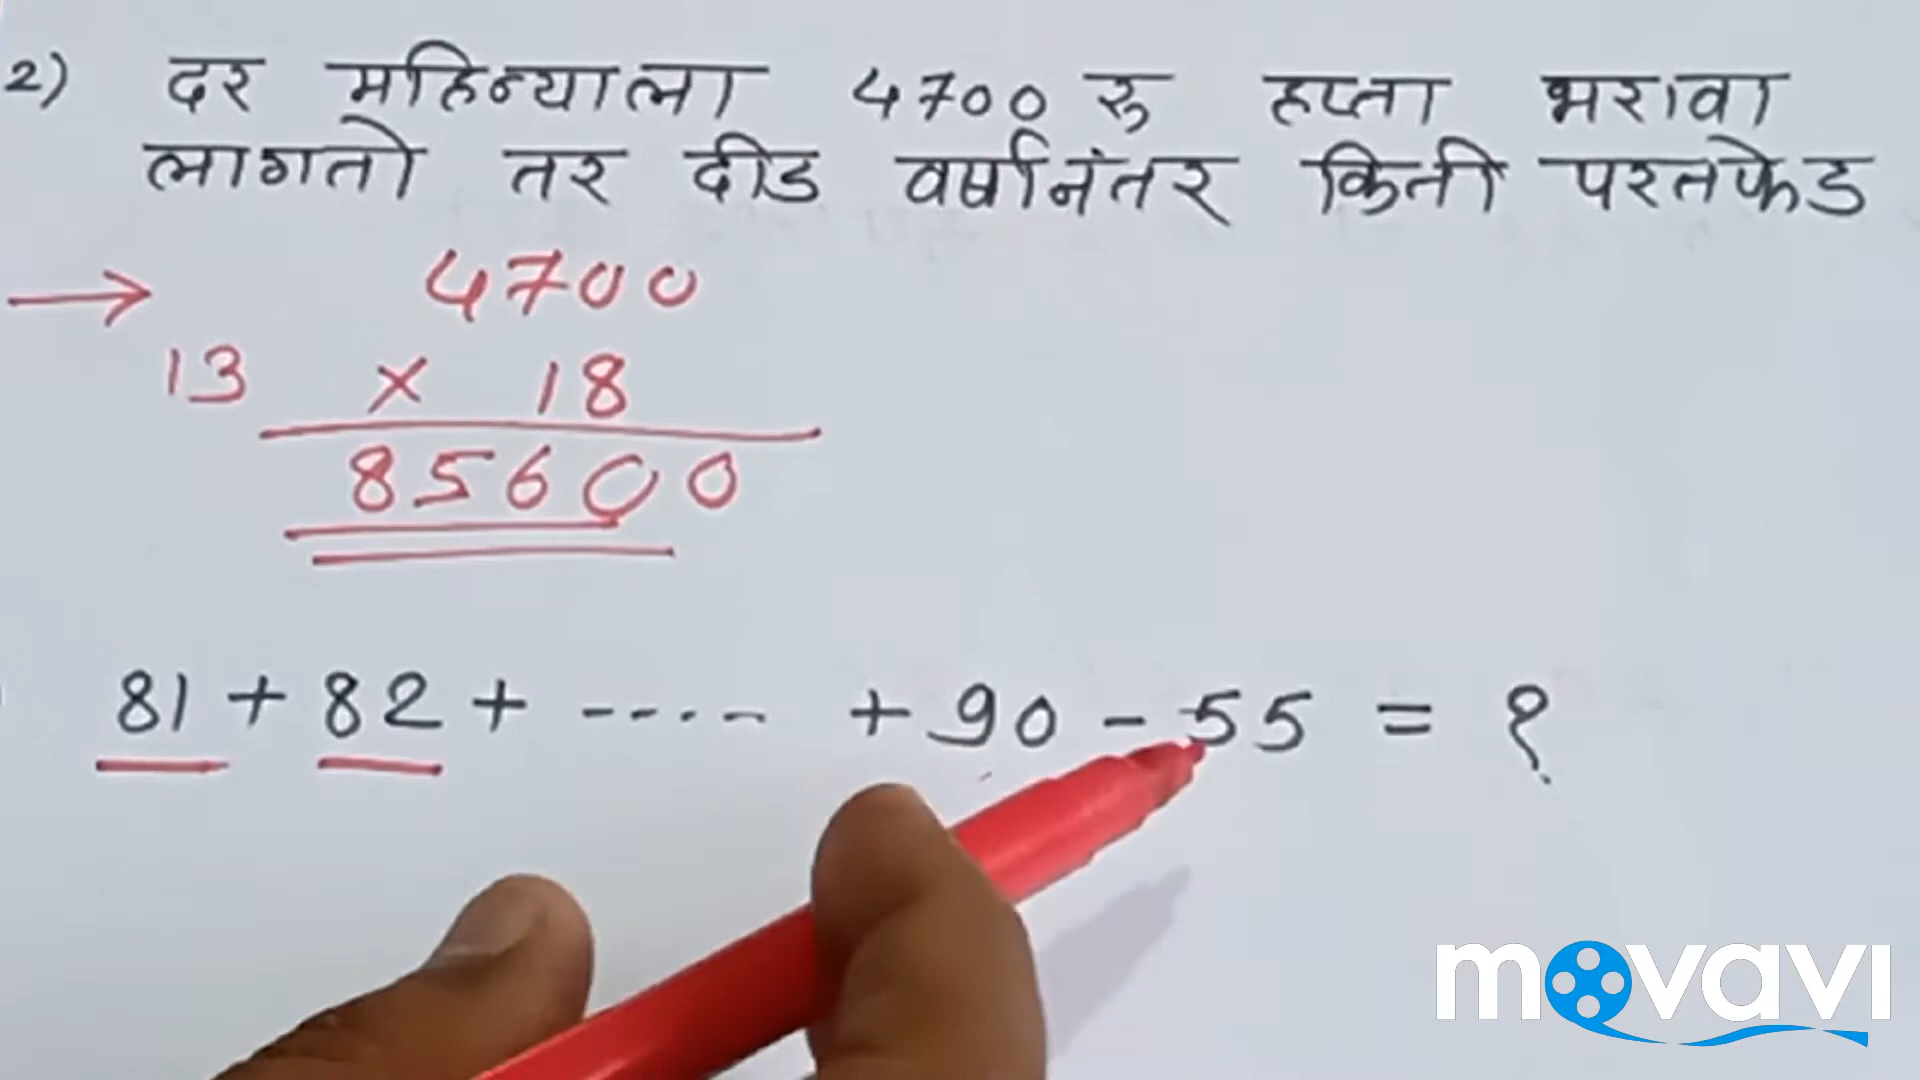 2) दर महिन्याला 4700 रु हप्ता भरावा
लागतो तर दीड वर्षानंतर किती परतफेड
4700
13 × 18
85600
81 + 82 + ----- + 90 - 55 = ?
movavi